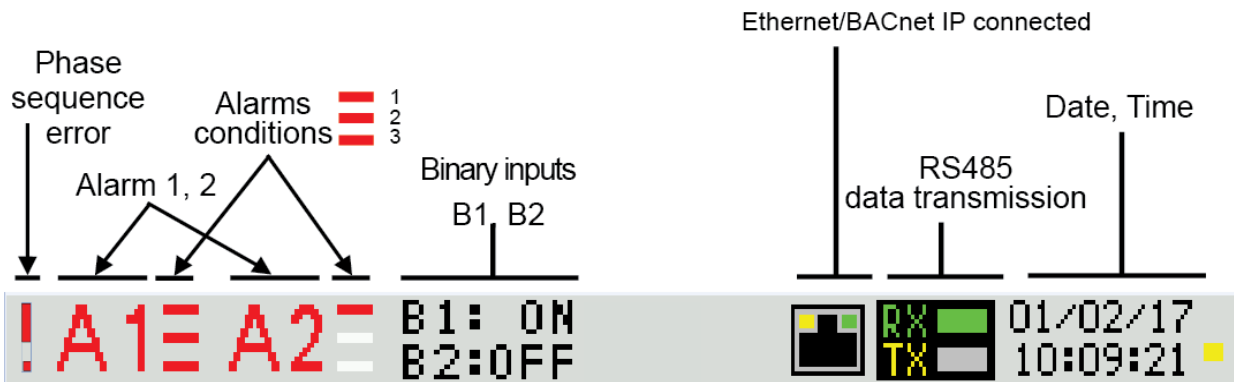 Ethernet/BACnet IP connected
Phase
sequence
error
Alarms
conditions
1
2
3
Alarm 1, 2
Binary inputs
B1, B2
RS485
data transmission
Date, Time
A1
A2
B1: ON
B2:OFF
RX
TX
01/02/17
10:09:21